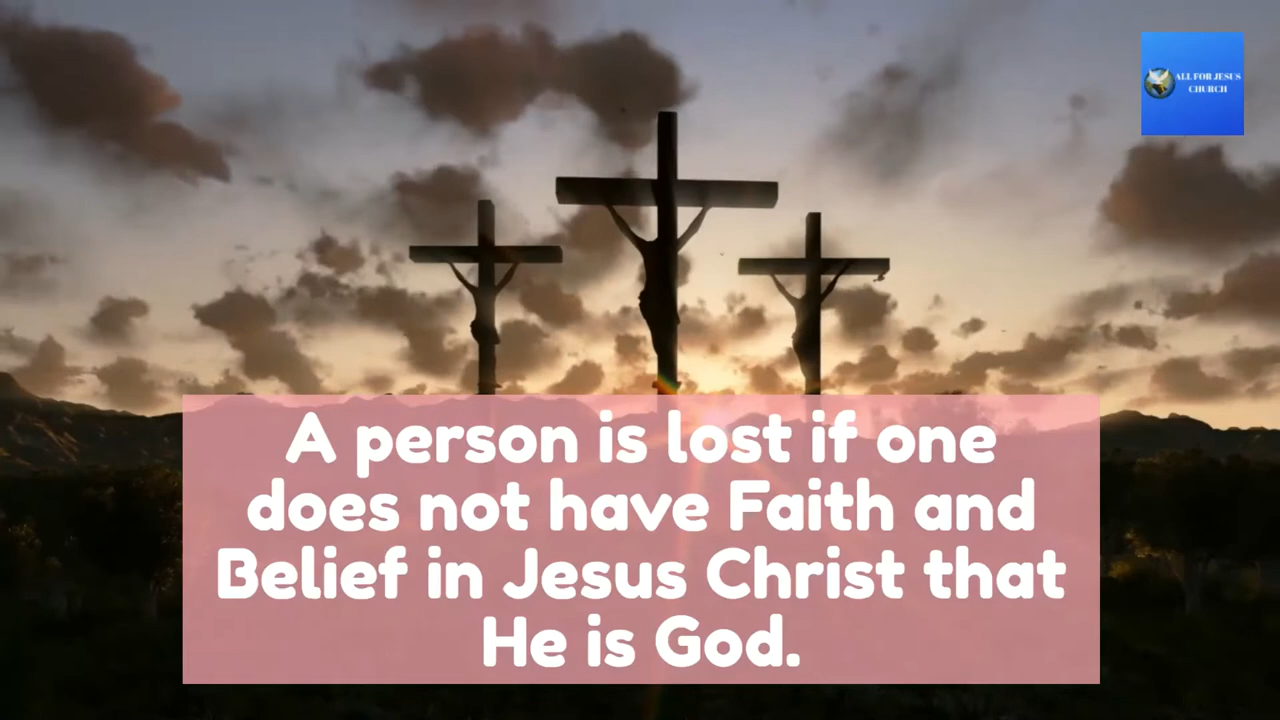 ALL FOR JESUS
CHURCH
A person is lost if one
does not have Faith and
Belief in Jesus Christ that
He is God.